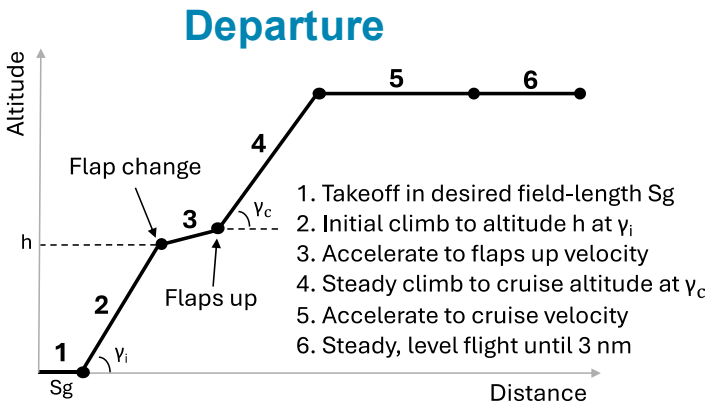 Departure
Altitude
5
6
4
Flap change
3
γc
h
Flaps up
2
1
γi
Sg
Distance
1. Takeoff in desired field-length Sg
2. Initial climb to altitude h at γi
3. Accelerate to flaps up velocity
4. Steady climb to cruise altitude at γc
5. Accelerate to cruise velocity
6. Steady, level flight until 3 nm